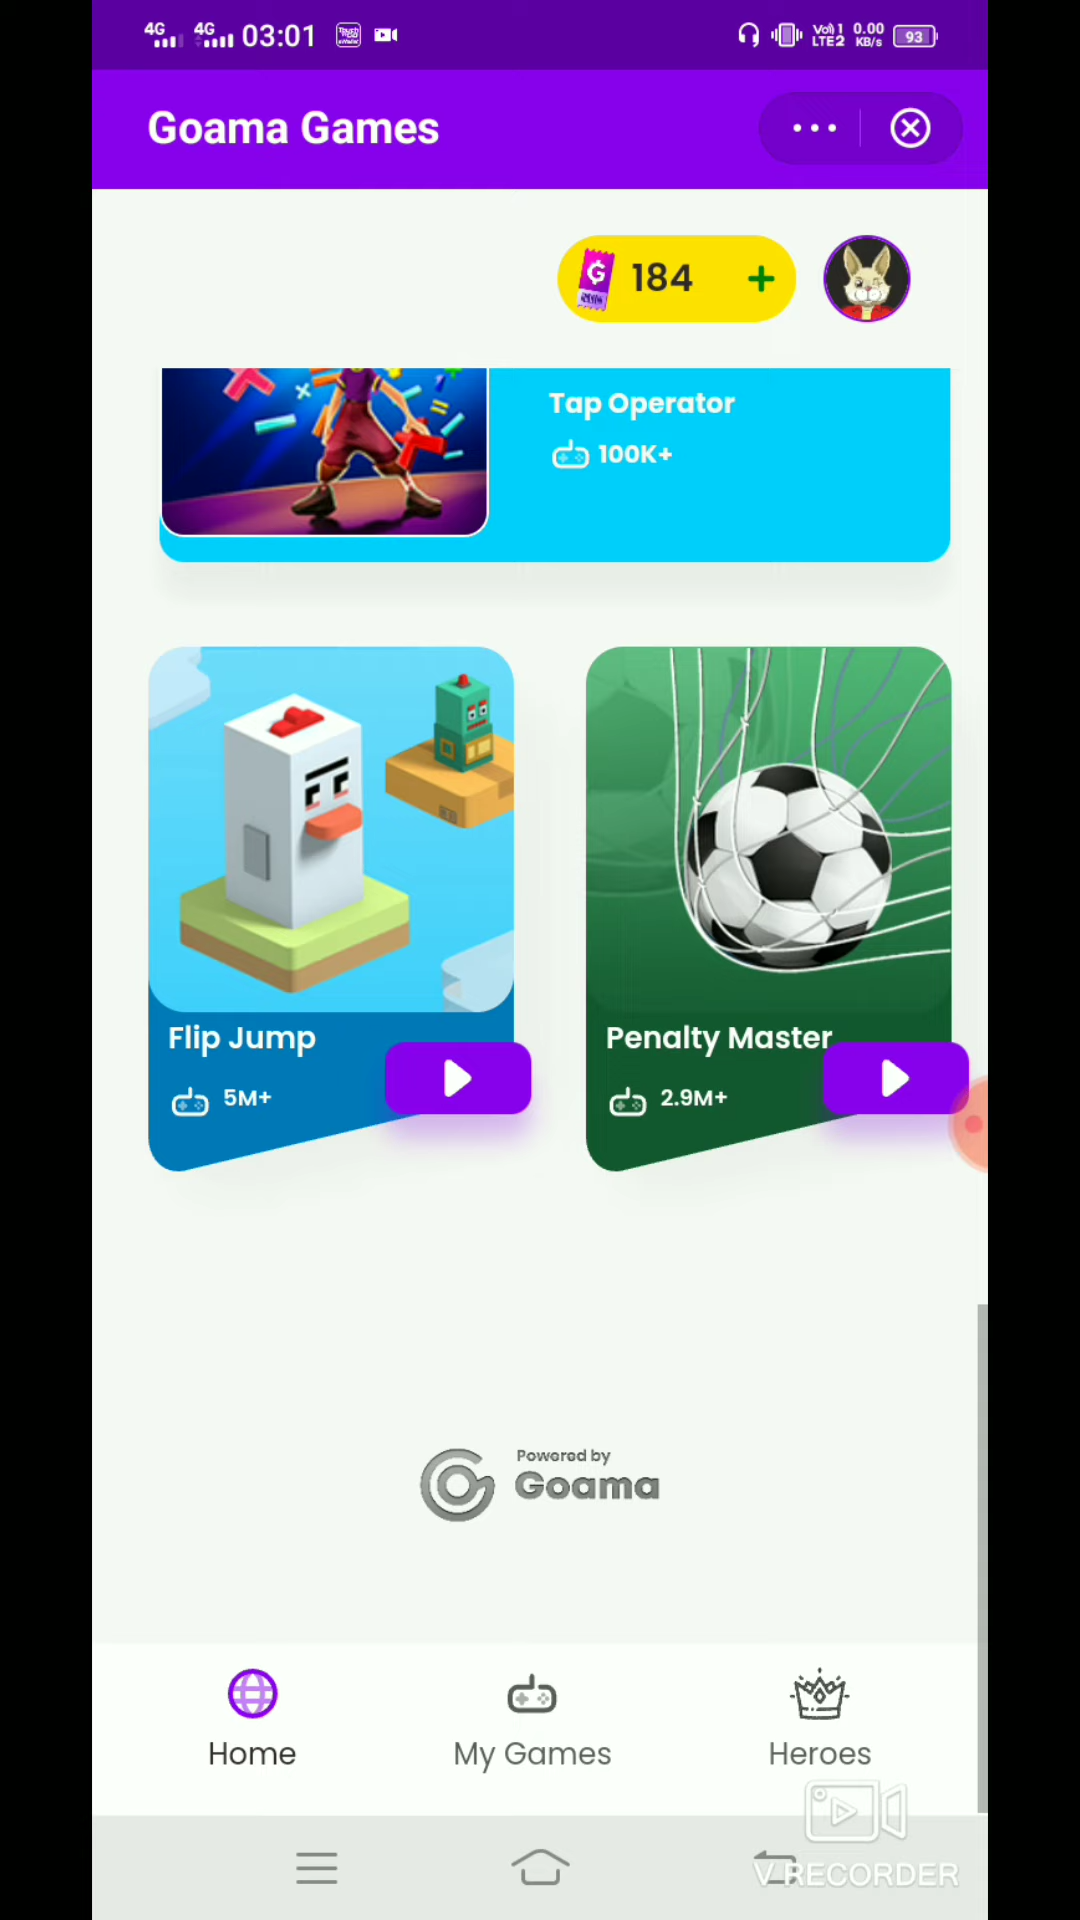 4G 4G 03:01 Vo)) 1 LTE2 0.00 KB/s 93
Goama Games
184 +
Tap Operator
100K+
Flip Jump
5M+
Penalty Master
2.9M+
Powered by
Goama
Home My Games Heroes
V RECORDER